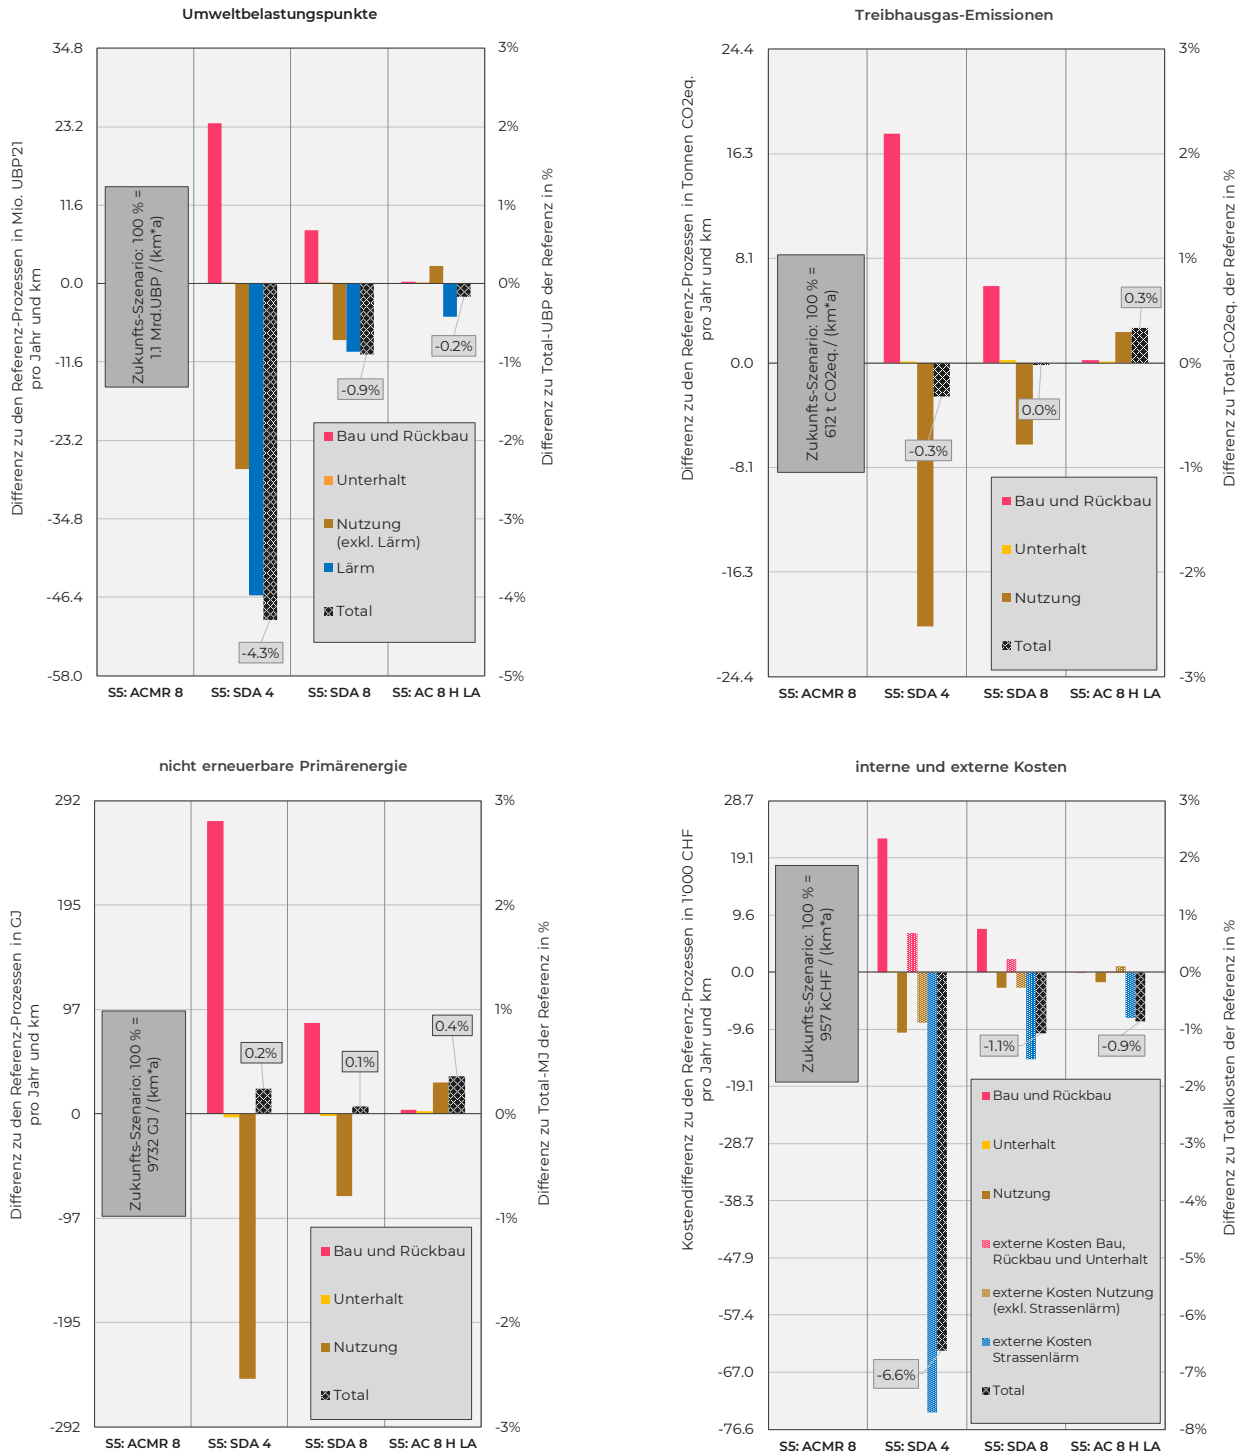 Umweltbelastungspunkte
Differenz zu den Referenz-Prozessen in Mio. UBP'21
pro Jahr und km
34.8
23.2
11.6
0.0
-11.6
-23.2
-34.8
-46.4
-58.0
Zukunfts-Szenario: 100 % =
1.1 Mrd.UBP / (km*a)
-4.3%
-0.9%
-0.2%
Bau und Rückbau
Unterhalt
Nutzung
(exkl. Lärm)
Lärm
Total
3%
2%
1%
0%
-1%
-2%
-3%
-4%
-5%
Differenz zu Total-UBP der Referenz in %
S5: ACMR 8
S5: SDA 4
S5: SDA 8
S5: AC 8 H LA
Treibhausgas-Emissionen
Differenz zu den Referenz-Prozessen in Tonnen CO2eq.
pro Jahr und km
24.4
16.3
8.1
0.0
-8.1
-16.3
-24.4
Zukunfts-Szenario: 100 % =
612 t CO2eq. / (km*a)
-0.3%
0.0%
0.3%
Bau und Rückbau
Unterhalt
Nutzung
Total
3%
2%
1%
0%
-1%
-2%
-3%
Differenz zu Total-CO2eq. der Referenz in %
S5: ACMR 8
S5: SDA 4
S5: SDA 8
S5: AC 8 H LA
nicht erneuerbare Primärenergie
Differenz zu den Referenz-Prozessen in GJ
pro Jahr und km
292
195
97
0
-97
-195
-292
Zukunfts-Szenario: 100 % =
9732 GJ / (km*a)
0.2%
0.1%
0.4%
Bau und Rückbau
Unterhalt
Nutzung
Total
3%
2%
1%
0%
-1%
-2%
-3%
Differenz zu Total-MJ der Referenz in %
S5: ACMR 8
S5: SDA 4
S5: SDA 8
S5: AC 8 H LA
interne und externe Kosten
Kostendifferenz zu den Referenz-Prozessen in 1'000 CHF
pro Jahr und km
28.7
19.1
9.6
0.0
-9.6
-19.1
-28.7
-38.3
-47.9
-57.4
-67.0
-76.6
Zukunfts-Szenario: 100 % =
957 kCHF / (km*a)
-6.6%
-1.1%
-0.9%
Bau und Rückbau
Unterhalt
Nutzung
externe Kosten Bau,
Rückbau und Unterhalt
externe Kosten Nutzung
(exkl. Strassenlärm)
externe Kosten
Strassenlärm
Total
3%
2%
1%
0%
-1%
-2%
-3%
-4%
-5%
-6%
-7%
-8%
Differenz zu Totalkosten der Referenz in %
S5: ACMR 8
S5: SDA 4
S5: SDA 8
S5: AC 8 H LA